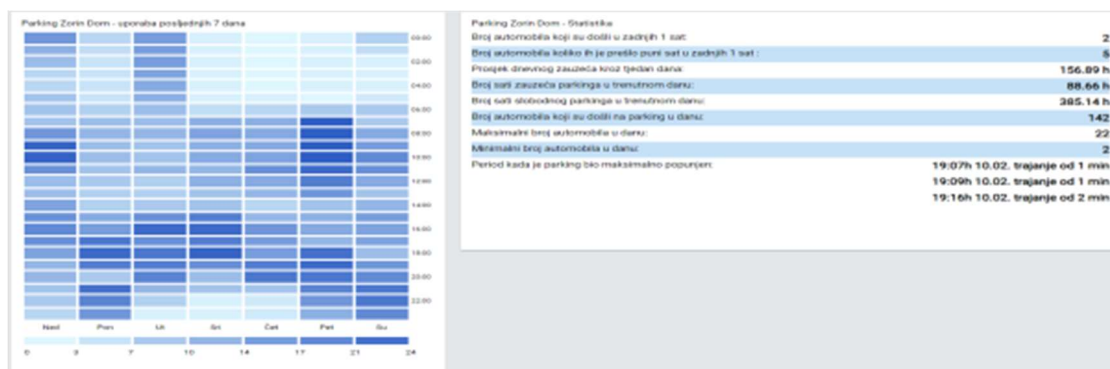 Parking Zorin Dom - uporaba posljednjih 7 dana
00:00
02:00
04:00
06:00
08:00
10:00
12:00
14:00
16:00
18:00
20:00
22:00
Ned Pon Ut Sri Čet Pet Su
0 3 7 10 14 17 21 24
Parking Zorin Dom - Statistika
Broj automobila koji su došli u zadnjih 1 sat: 2
Broj automobila koliko ih je prešlo puni sat u zadnjih 1 sat : 5
Prosjek dnevnog zauzeća kroz tjedan dana: 156.89 h
Broj sati zauzeća parkinga u trenutnom danu: 88.66 h
Broj sati slobodnog parkinga u trenutnom danu: 385.14 h
Broj automobila koji su došli na parking u danu: 142
Maksimalni broj automobila u danu: 22
Minimalni broj automobila u danu: 2
Period kada je parking bio maksimalno popunjen: 19:07h 10.02. trajanje od 1 min
19:09h 10.02. trajanje od 1 min
19:16h 10.02. trajanje od 2 min